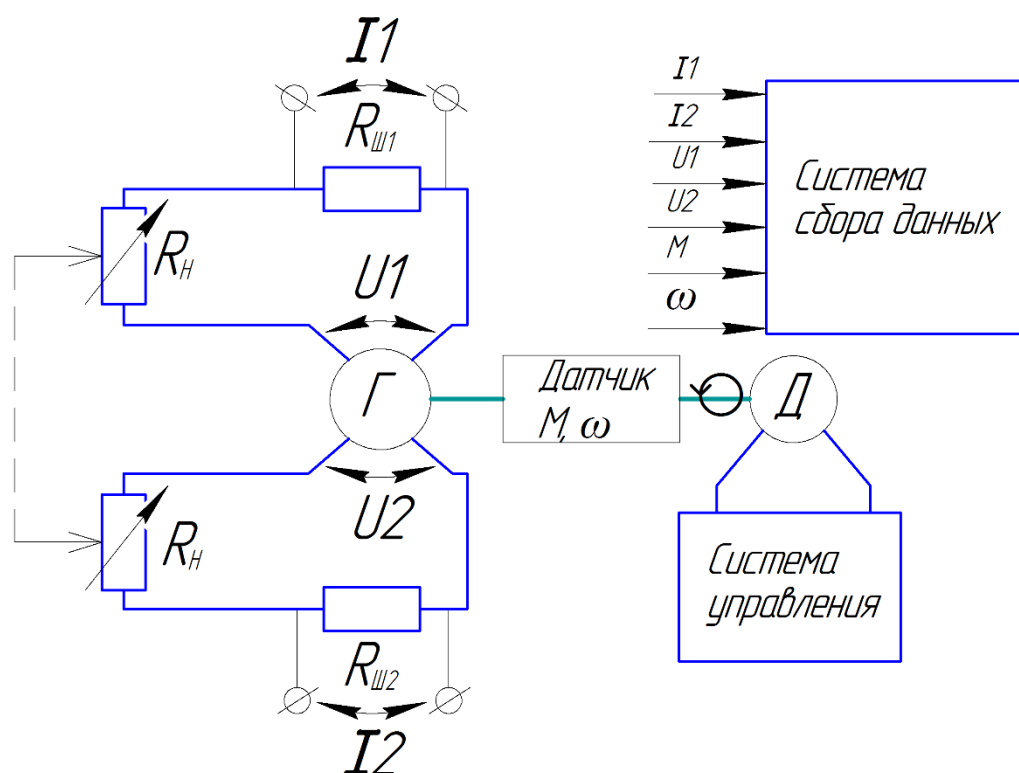 I1
Rш1
Rн
U1
Г
U2
Rн
Rш2
I2
I1
I2
U1
U2
М
ω
Система
сбора данных
Датчик
М, ω
Д
Система
управления